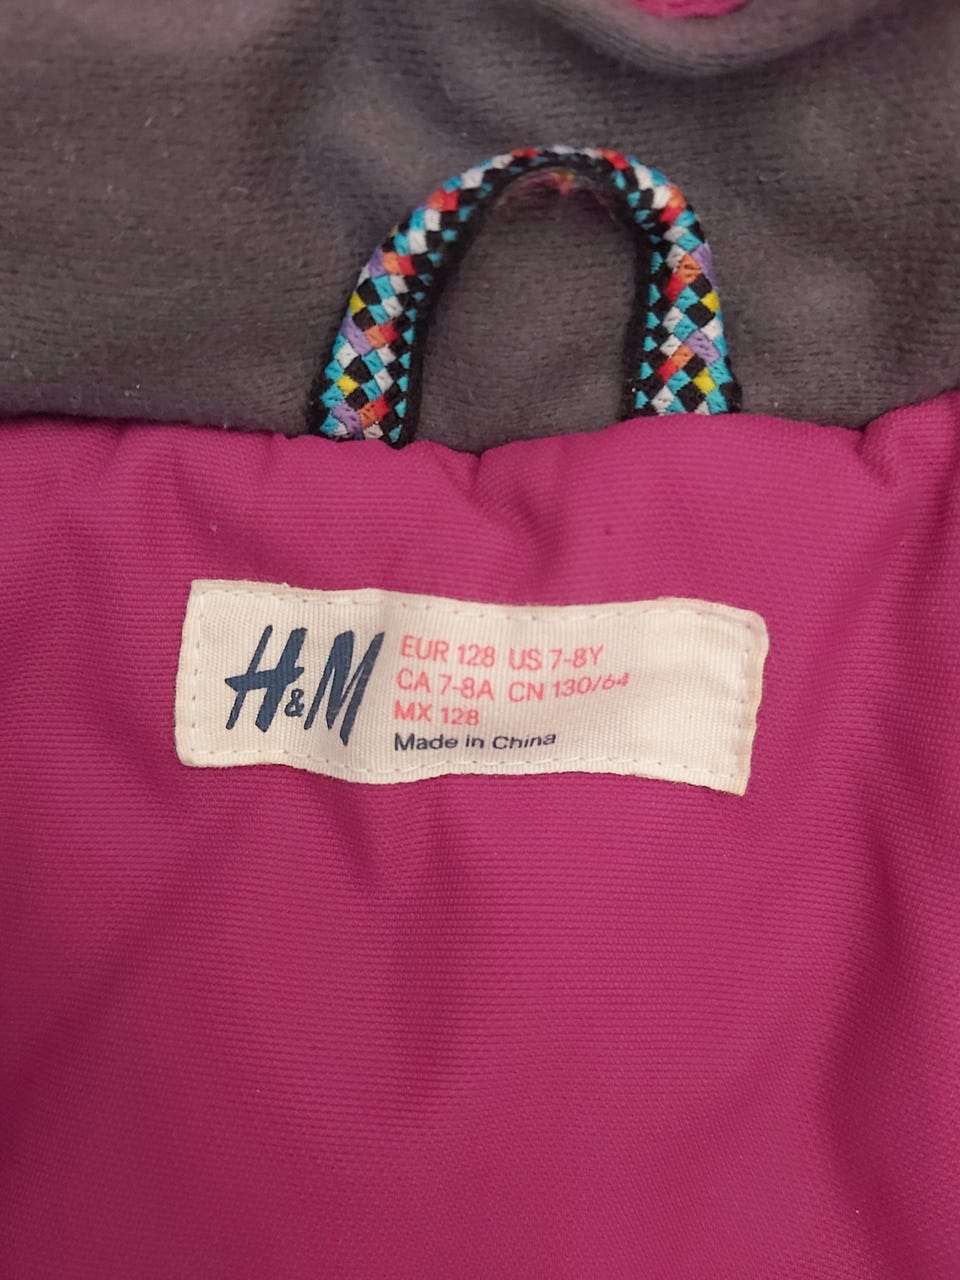 H&M
EUR 128 US 7-8Y
CA 7-8A CN 130/64
MX 128
Made in China